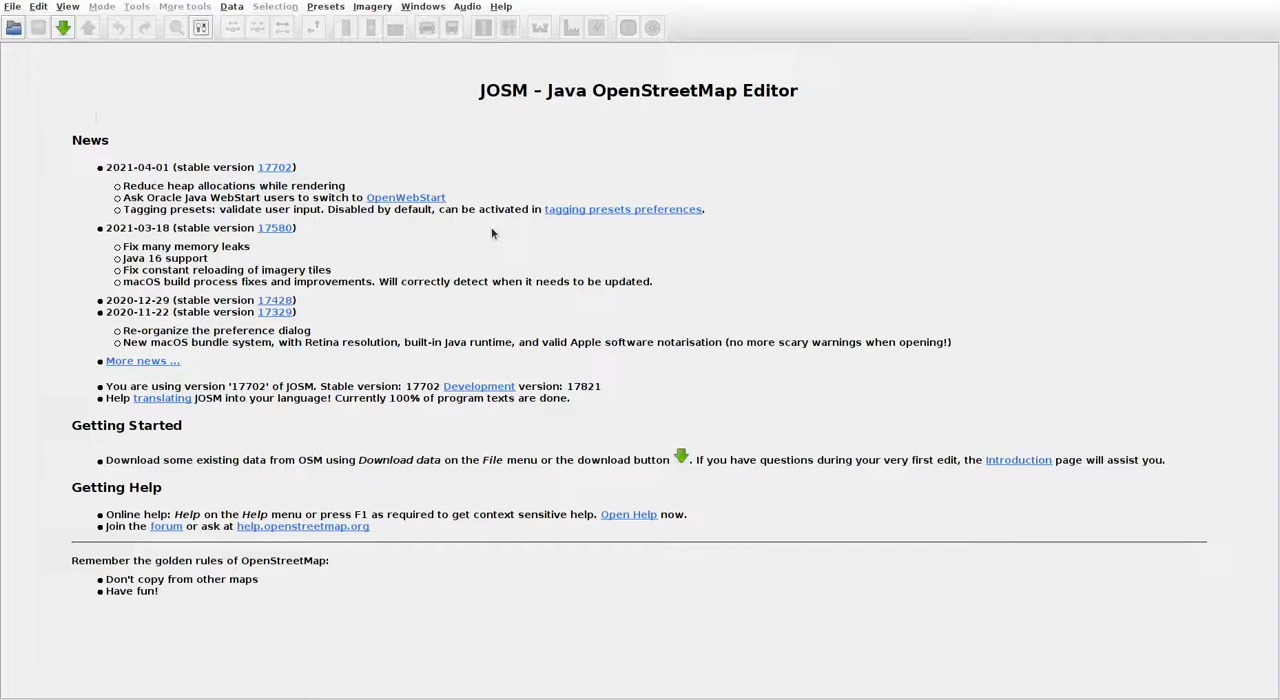 File Edit View Mode Tools More tools Data Selection Presets Imagery Windows Audio Help
JOSM – Java OpenStreetMap Editor
News
2021-04-01 (stable version 17702)
Reduce heap allocations while rendering
Ask Oracle Java WebStart users to switch to OpenWebStart
Tagging presets: validate user input. Disabled by default, can be activated in tagging presets preferences.
2021-03-18 (stable version 17580)
Fix many memory leaks
Java 16 support
Fix constant reloading of imagery tiles
macOS build process fixes and improvements. Will correctly detect when it needs to be updated.
2020-12-29 (stable version 17428)
2020-11-22 (stable version 17329)
Re-organize the preference dialog
New macOS bundle system, with Retina resolution, built-in Java runtime, and valid Apple software notarisation (no more scary warnings when opening!)
More news ...
You are using version '17702' of JOSM. Stable version: 17702 Development version: 17821
Help translating JOSM into your language! Currently 100% of program texts are done.
Getting Started
Download some existing data from OSM using Download data on the File menu or the download button . If you have questions during your very first edit, the Introduction page will assist you.
Getting Help
Online help: Help on the Help menu or press F1 as required to get context sensitive help. Open Help now.
Join the forum or ask at help.openstreetmap.org
Remember the golden rules of OpenStreetMap:
Don't copy from other maps
Have fun!